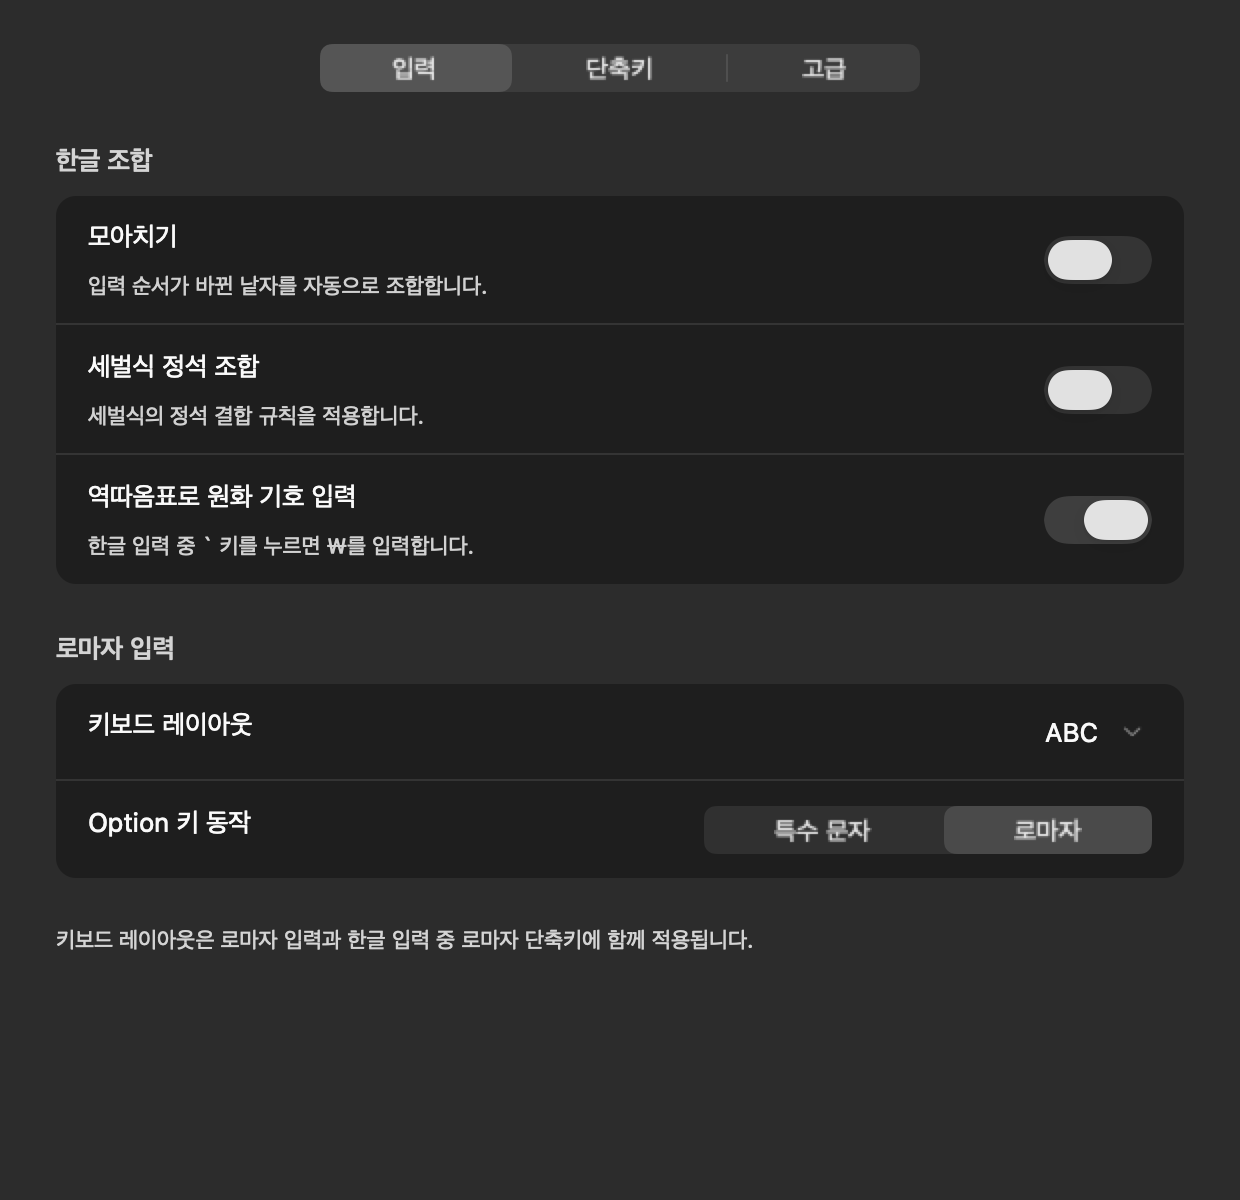 입력
단축키
고급
한글 조합
모아치기
입력 순서가 바뀐 낱자를 자동으로 조합합니다.
세벌식 정석 조합
세벌식의 정석 결합 규칙을 적용합니다.
역따옴표로 원화 기호 입력
한글 입력 중 ` 키를 누르면 ₩를 입력합니다.
로마자 입력
키보드 레이아웃
ABC
Option 키 동작
특수 문자
로마자
키보드 레이아웃은 로마자 입력과 한글 입력 중 로마자 단축키에 함께 적용됩니다.